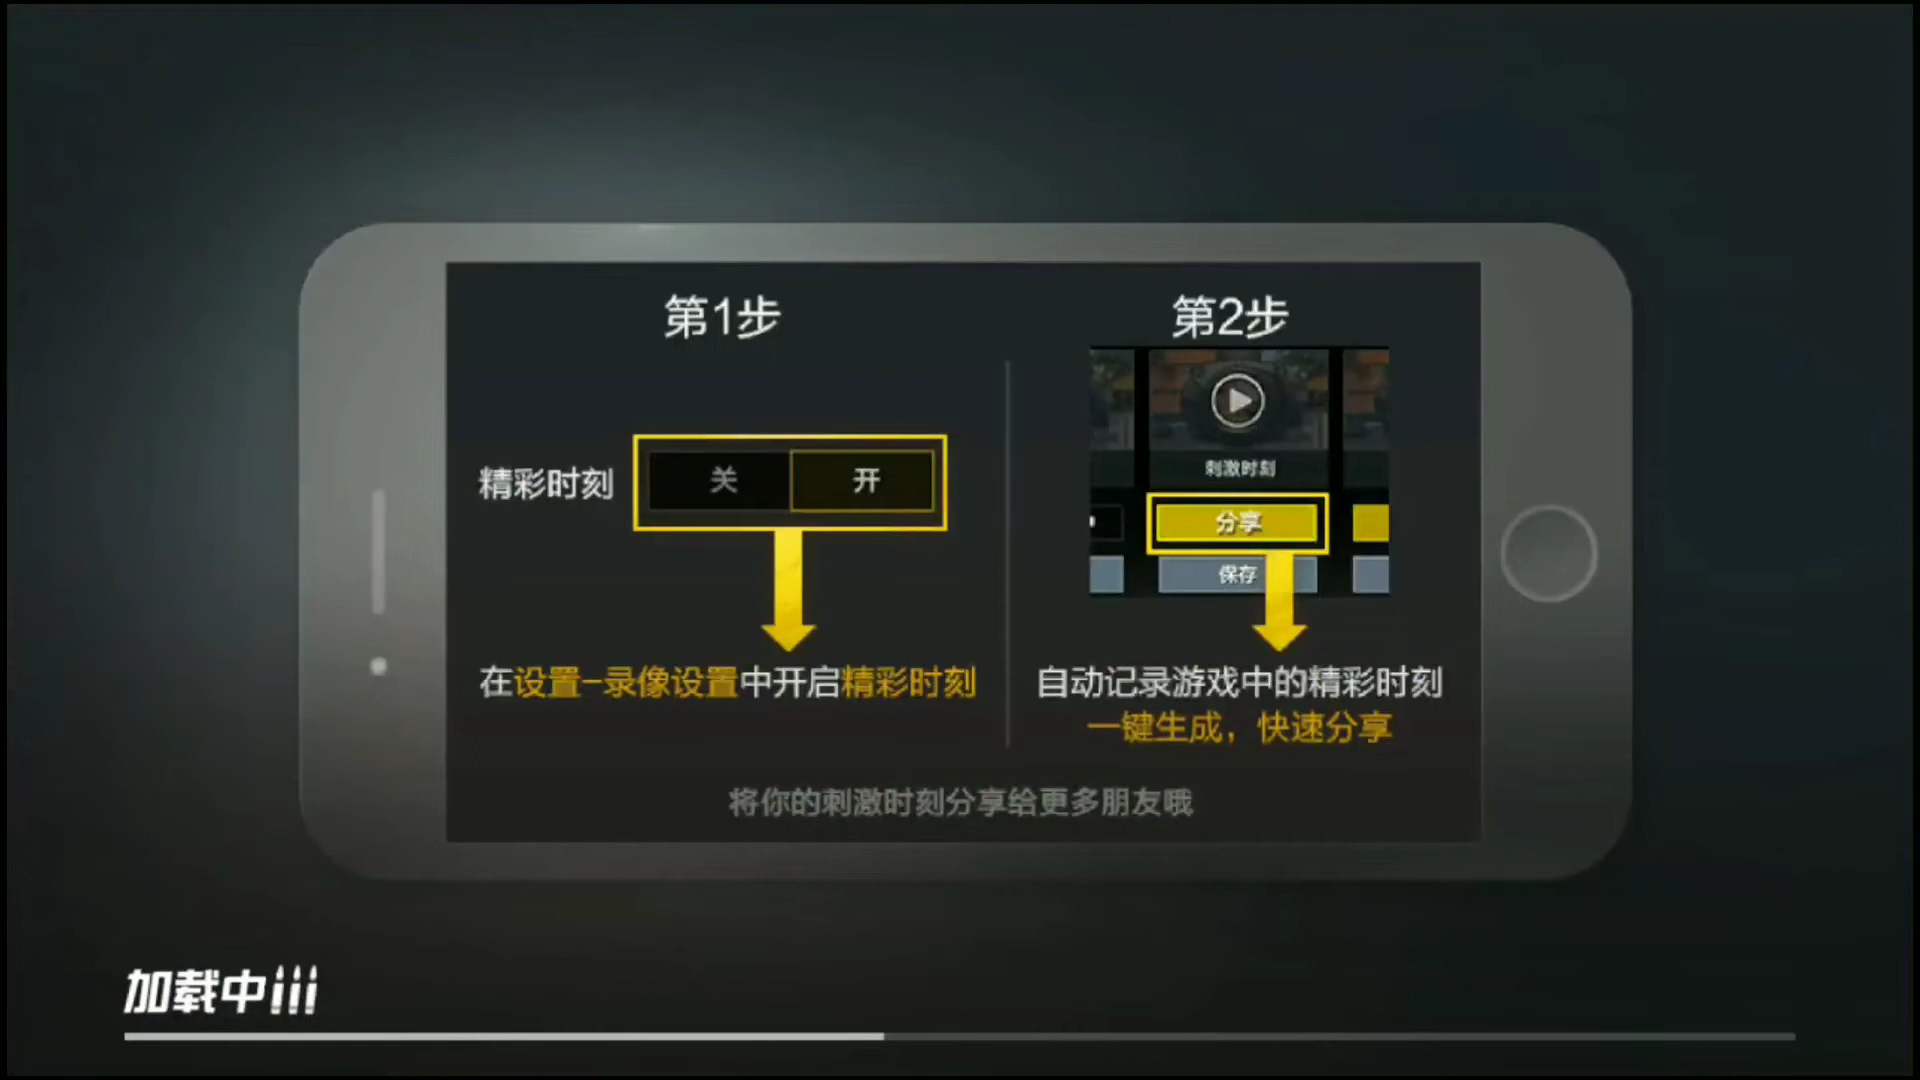 第1步
第2步
精彩时刻
关
开
刺激时刻
分享
保存
在设置-录像设置中开启精彩时刻
自动记录游戏中的精彩时刻
一键生成，快速分享
将你的刺激时刻分享给更多朋友哦
加载中